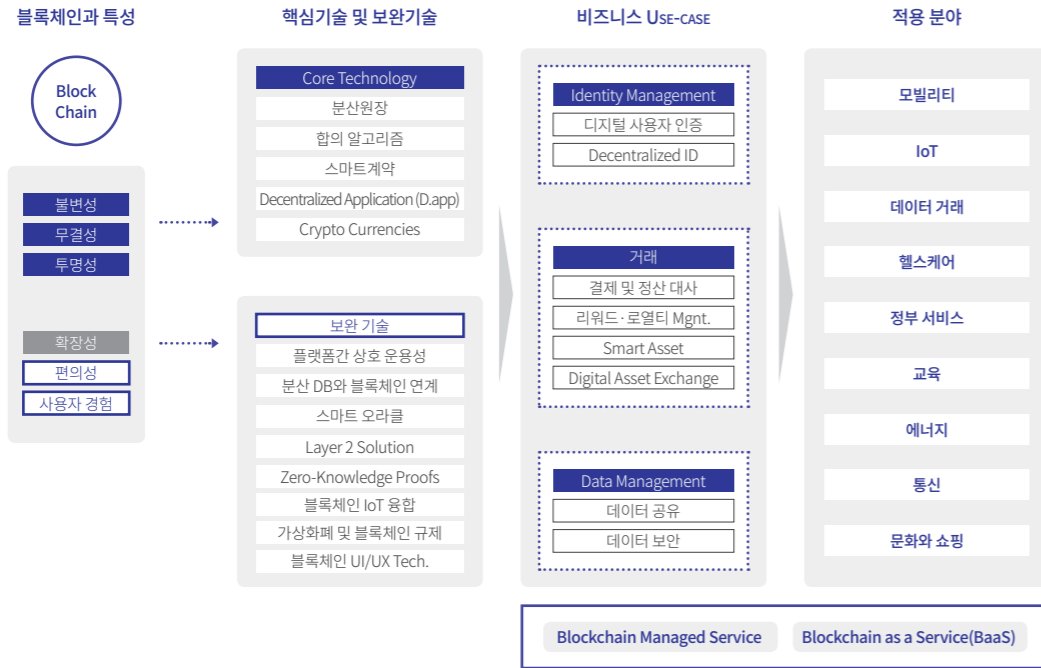 블록체인과 특성
Block
Chain
불변성
무결성
투명성
확장성
편의성
사용자 경험
핵심기술 및 보완기술
Core Technology
분산원장
합의 알고리즘
스마트계약
Decentralized Application (D.app)
Crypto Currencies
보완 기술
플랫폼간 상호 운용성
분산 DB와 블록체인 연계
스마트 오라클
Layer 2 Solution
Zero-Knowledge Proofs
블록체인 IoT 융합
가상화폐 및 블록체인 규제
블록체인 UI/UX Tech.
비즈니스 USE-CASE
Identity Management
디지털 사용자 인증
Decentralized ID
거래
결제 및 정산 대사
리워드·로열티 Mgnt.
Smart Asset
Digital Asset Exchange
Data Management
데이터 공유
데이터 보안
적용 분야
모빌리티
IoT
데이터 거래
헬스케어
정부 서비스
교육
에너지
통신
문화와 쇼핑
Blockchain Managed Service
Blockchain as a Service(BaaS)